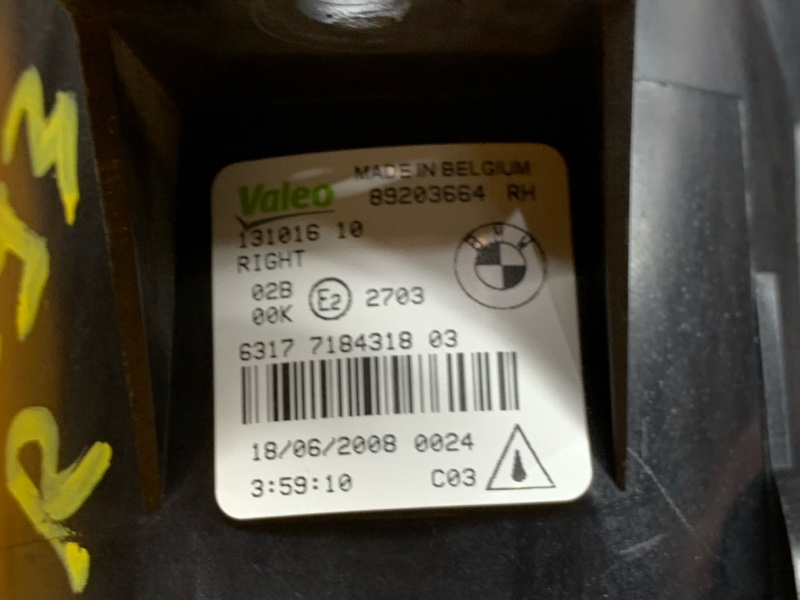 MADE IN BELGIUM
Valeo 89203664 RH
131016 10
RIGHT
BMW
02B
00K
E2 2703
6317 7184318 03
18/06/2008 0024
3:59:10 C03
R